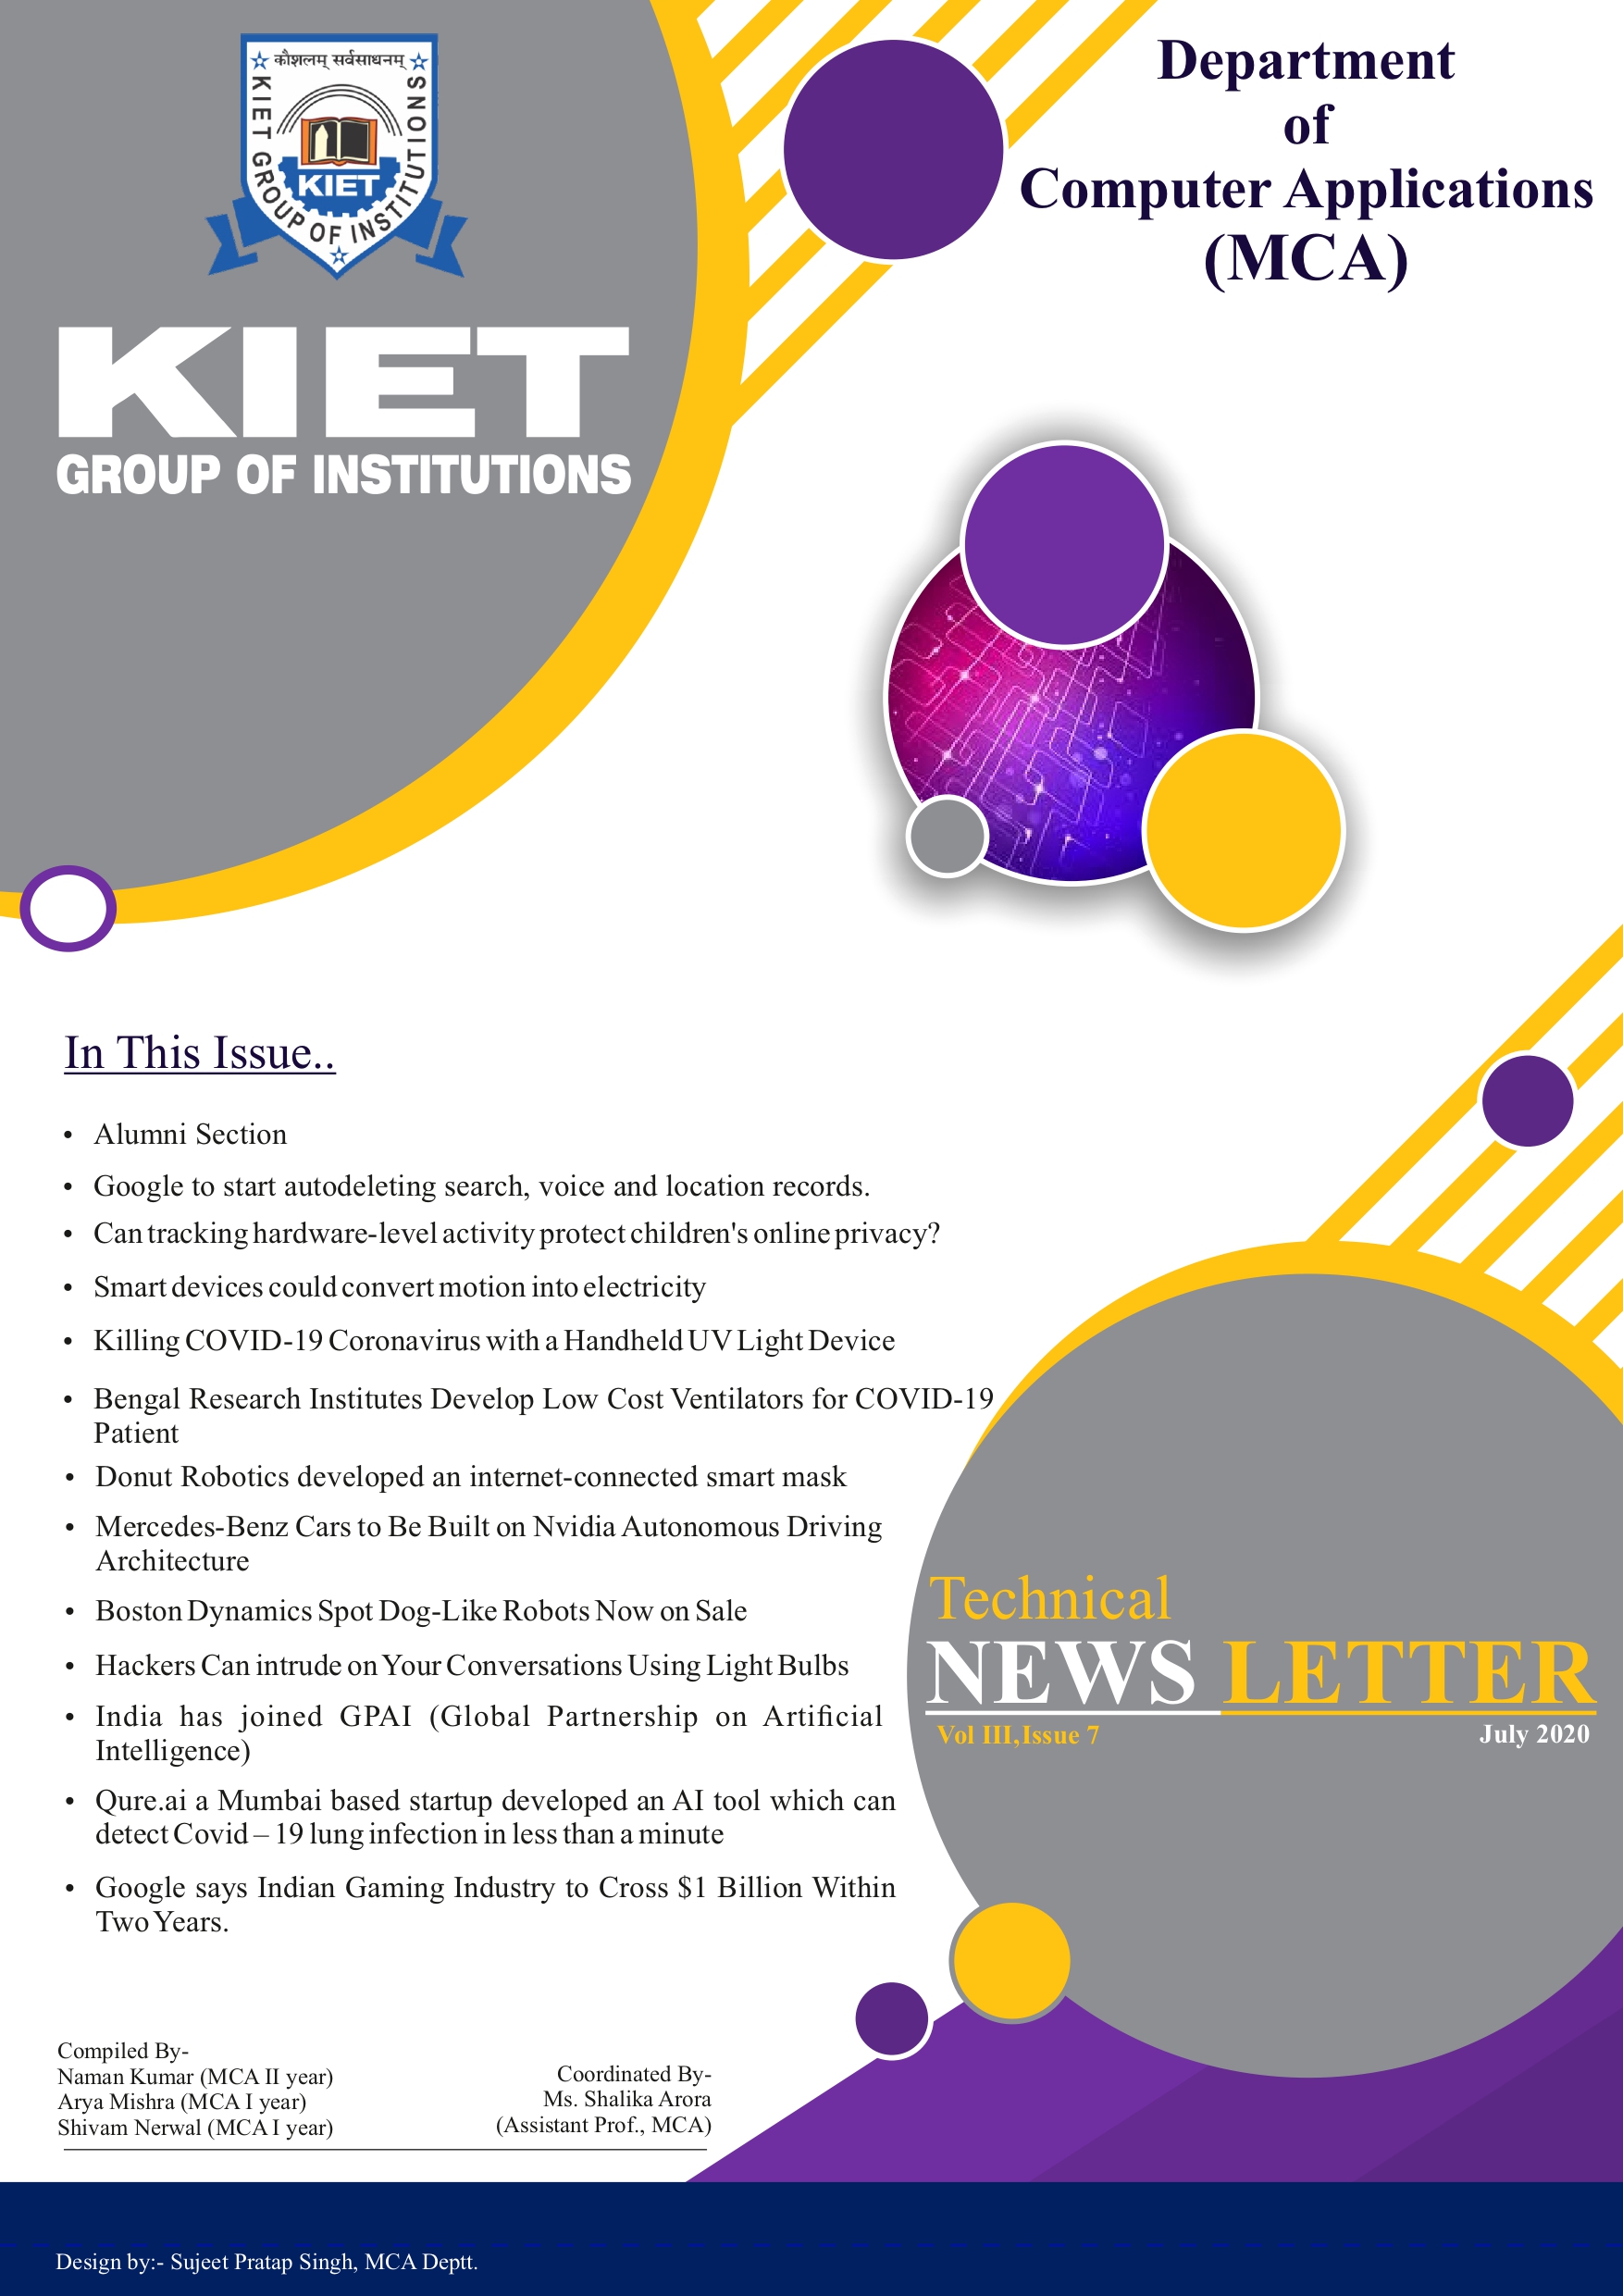 कौशलम् सर्वसाधनम्
KIET GROUP OF INSTITUTIONS
KIET
KIET
GROUP OF INSTITUTIONS
Department
of
Computer Applications
(MCA)
In This Issue..
• Alumni Section
• Google to start autodeleting search, voice and location records.
• Can tracking hardware-level activity protect children's online privacy?
• Smart devices could convert motion into electricity
• Killing COVID-19 Coronavirus with a Handheld UV Light Device
• Bengal Research Institutes Develop Low Cost Ventilators for COVID-19
Patient
• Donut Robotics developed an internet-connected smart mask
• Mercedes-Benz Cars to Be Built on Nvidia Autonomous Driving
Architecture
• Boston Dynamics Spot Dog-Like Robots Now on Sale
• Hackers Can intrude on Your Conversations Using Light Bulbs
• India has joined GPAI (Global Partnership on Artificial
Intelligence)
• Qure.ai a Mumbai based startup developed an AI tool which can
detect Covid – 19 lung infection in less than a minute
• Google says Indian Gaming Industry to Cross $1 Billion Within
Two Years.
Technical
NEWS LETTER
Vol III,Issue 7 July 2020
Compiled By-
Naman Kumar (MCA II year)
Arya Mishra (MCA I year)
Shivam Nerwal (MCA I year)
Coordinated By-
Ms. Shalika Arora
(Assistant Prof., MCA)
Design by:- Sujeet Pratap Singh, MCA Deptt.